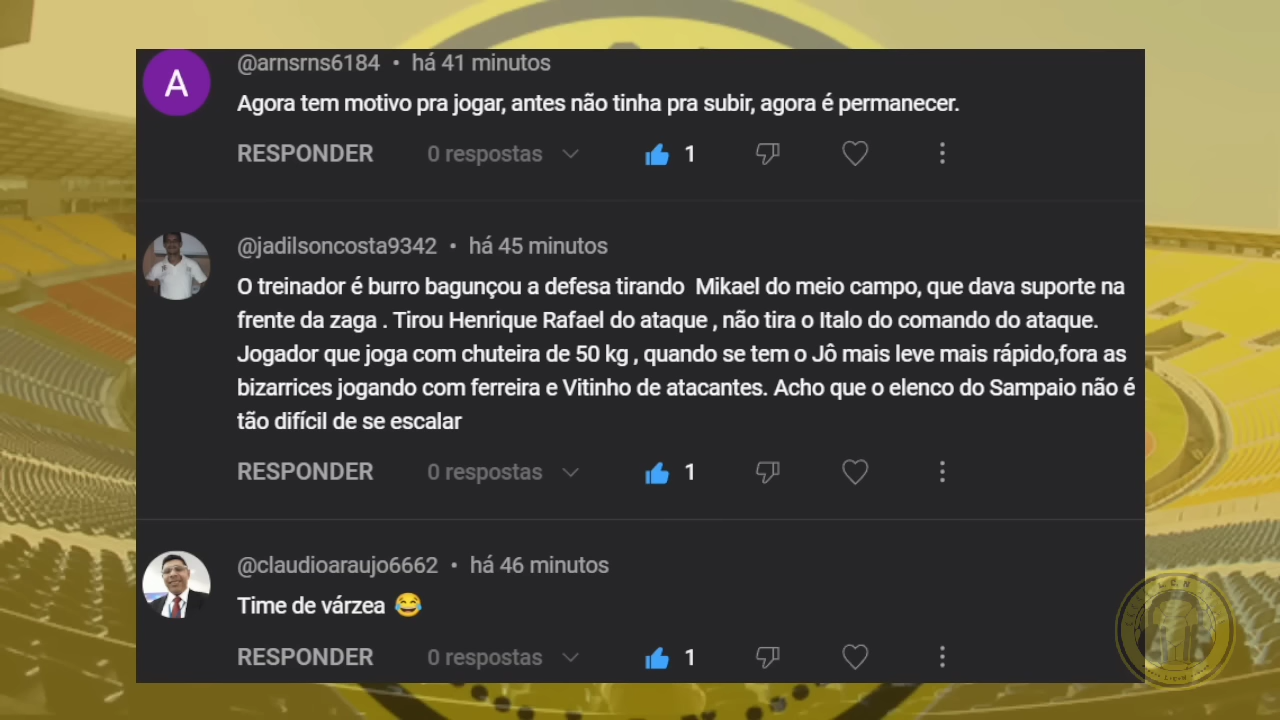 A
@arnsrns6184 • há 41 minutos
Agora tem motivo pra jogar, antes não tinha pra subir, agora é permanecer.
RESPONDER 0 respostas 1
@jadilsoncosta9342 • há 45 minutos
O treinador é burro bagunçou a defesa tirando  Mikael do meio campo, que dava suporte na
frente da zaga . Tirou Henrique Rafael do ataque , não tira o Italo do comando do ataque.
Jogador que joga com chuteira de 50 kg , quando se tem o Jô mais leve mais rápido,fora as
bizarrices jogando com ferreira e Vitinho de atacantes. Acho que o elenco do Sampaio não é
tão difícil de se escalar
RESPONDER 0 respostas 1
@claudioaraujo6662 • há 46 minutos
Time de várzea 😂
RESPONDER 0 respostas 1